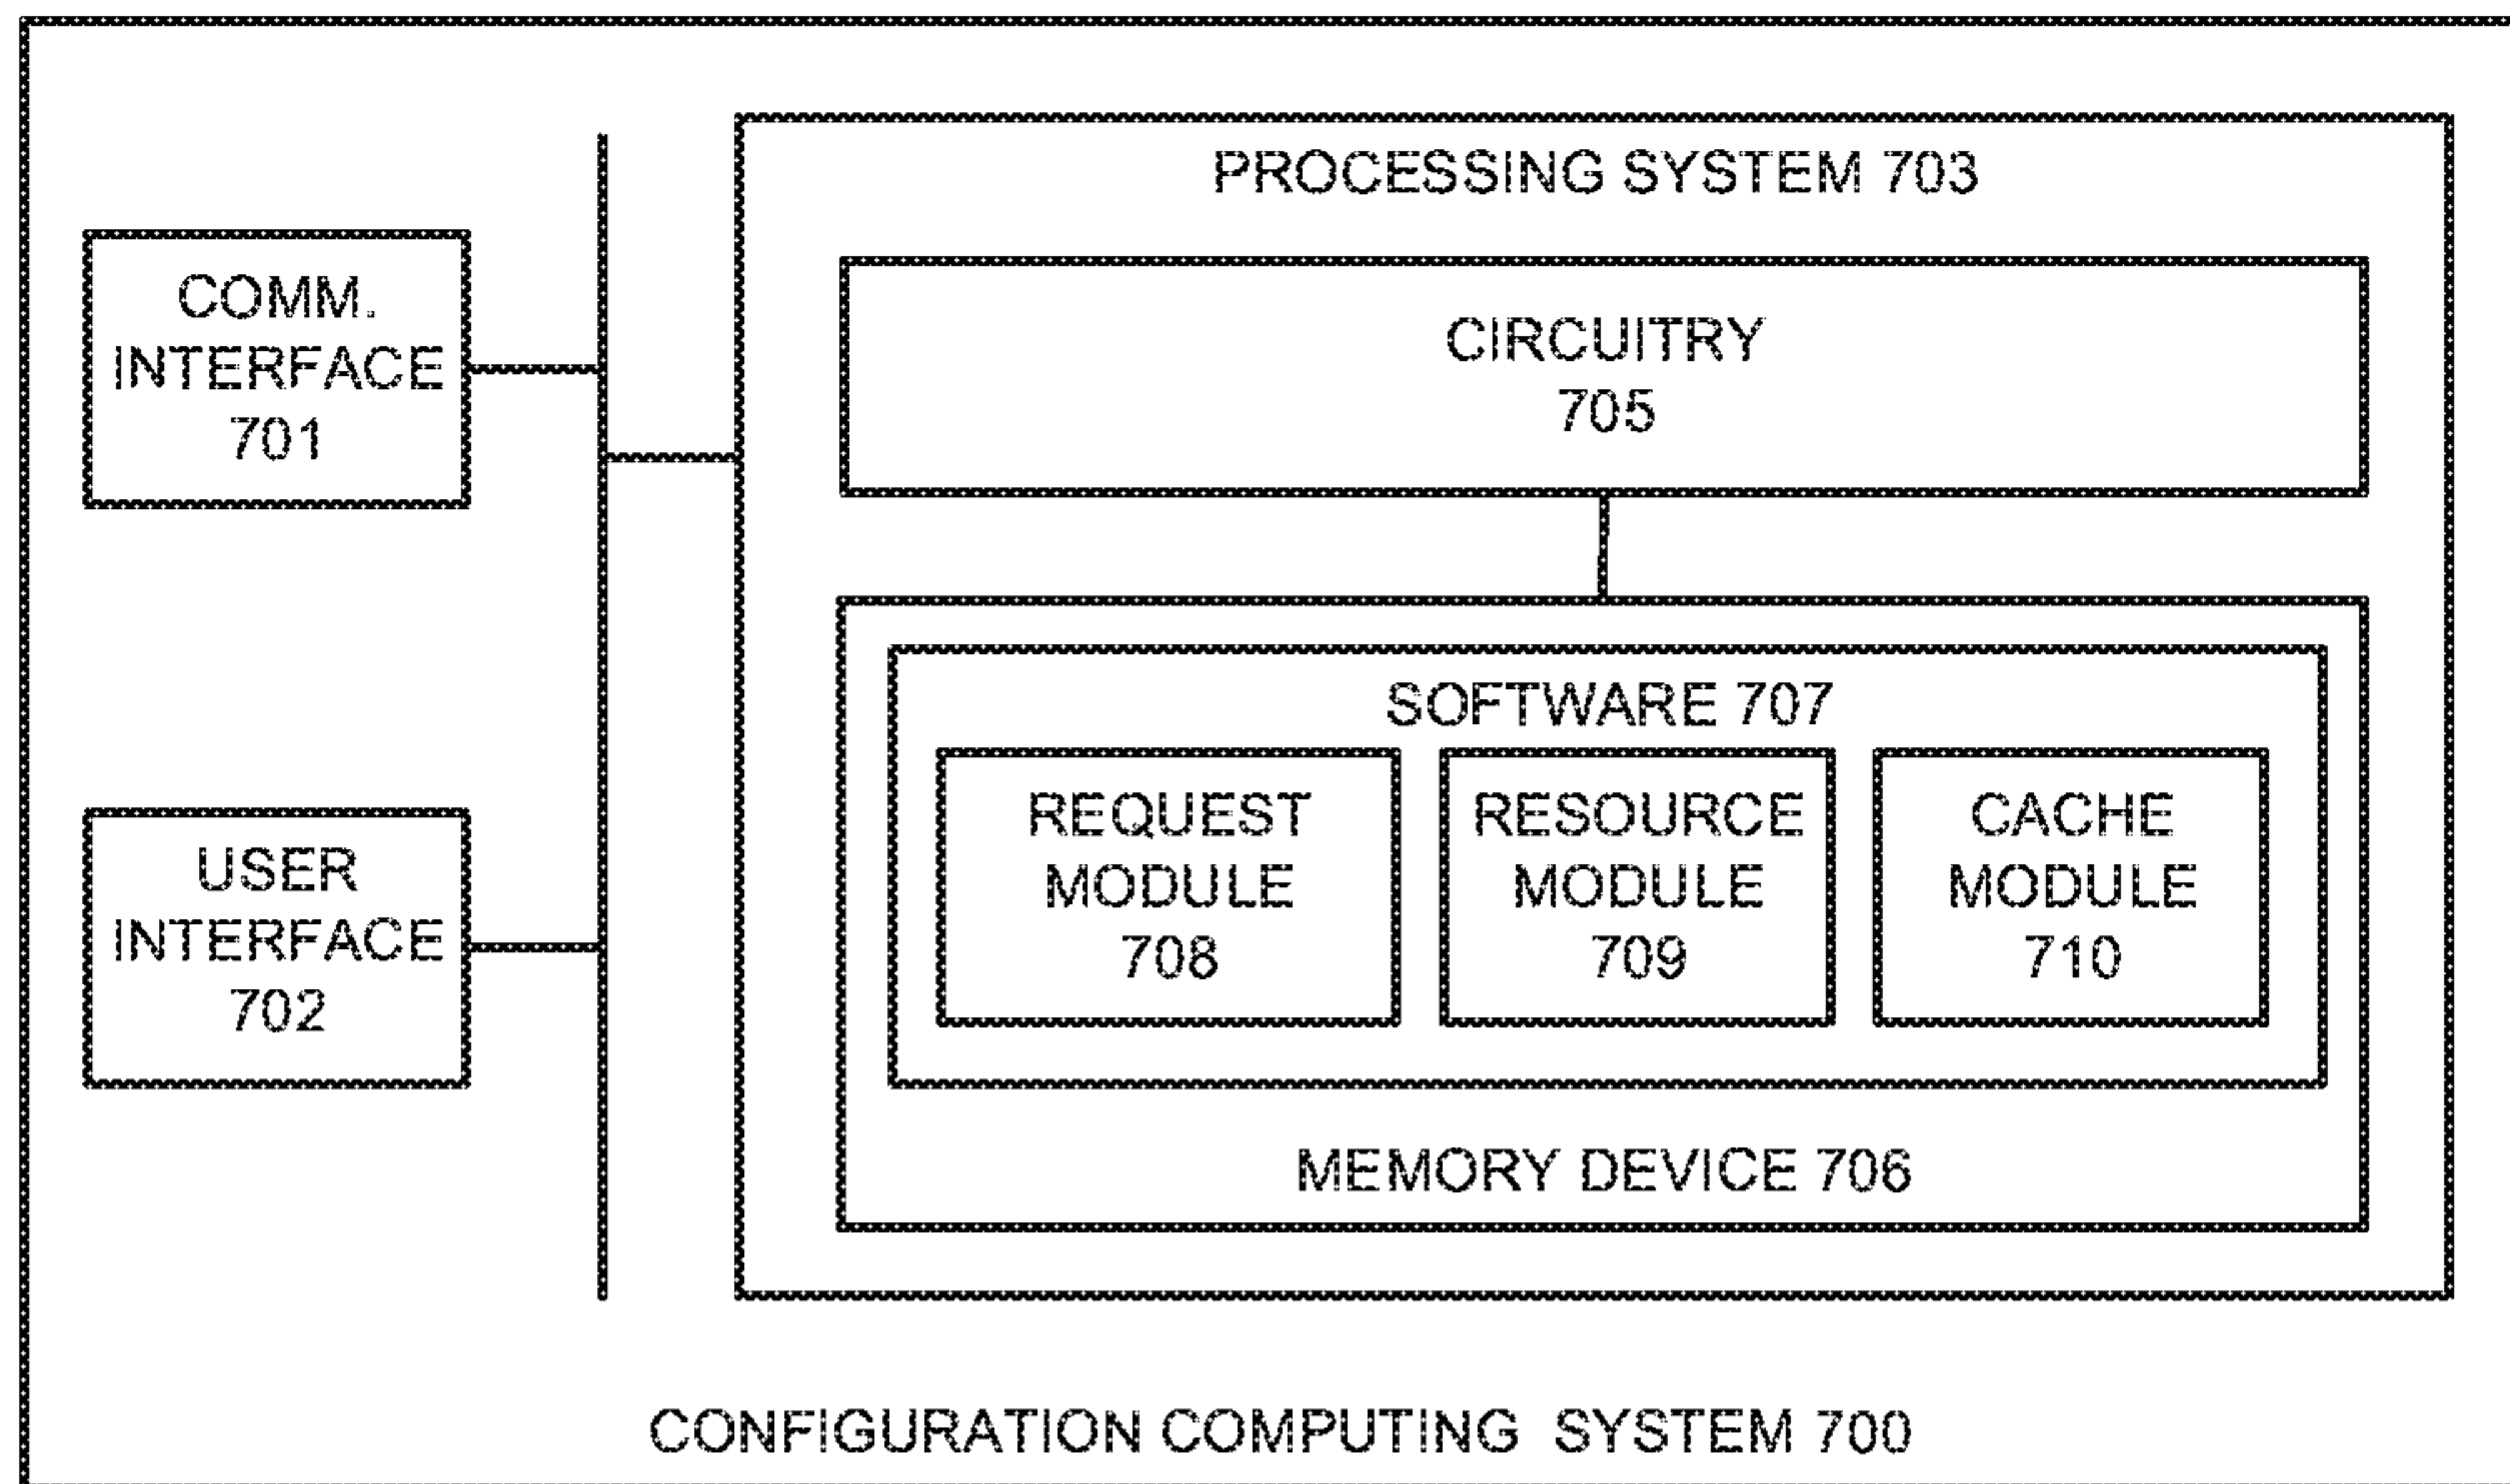 PROCESSING SYSTEM 703
COMM.
INTERFACE
701
CIRCUITRY
705
USER
INTERFACE
702
SOFTWARE 707
REQUEST
MODULE
708
RESOURCE
MODULE
709
CACHE
MODULE
710
MEMORY DEVICE 706
CONFIGURATION COMPUTING SYSTEM 700